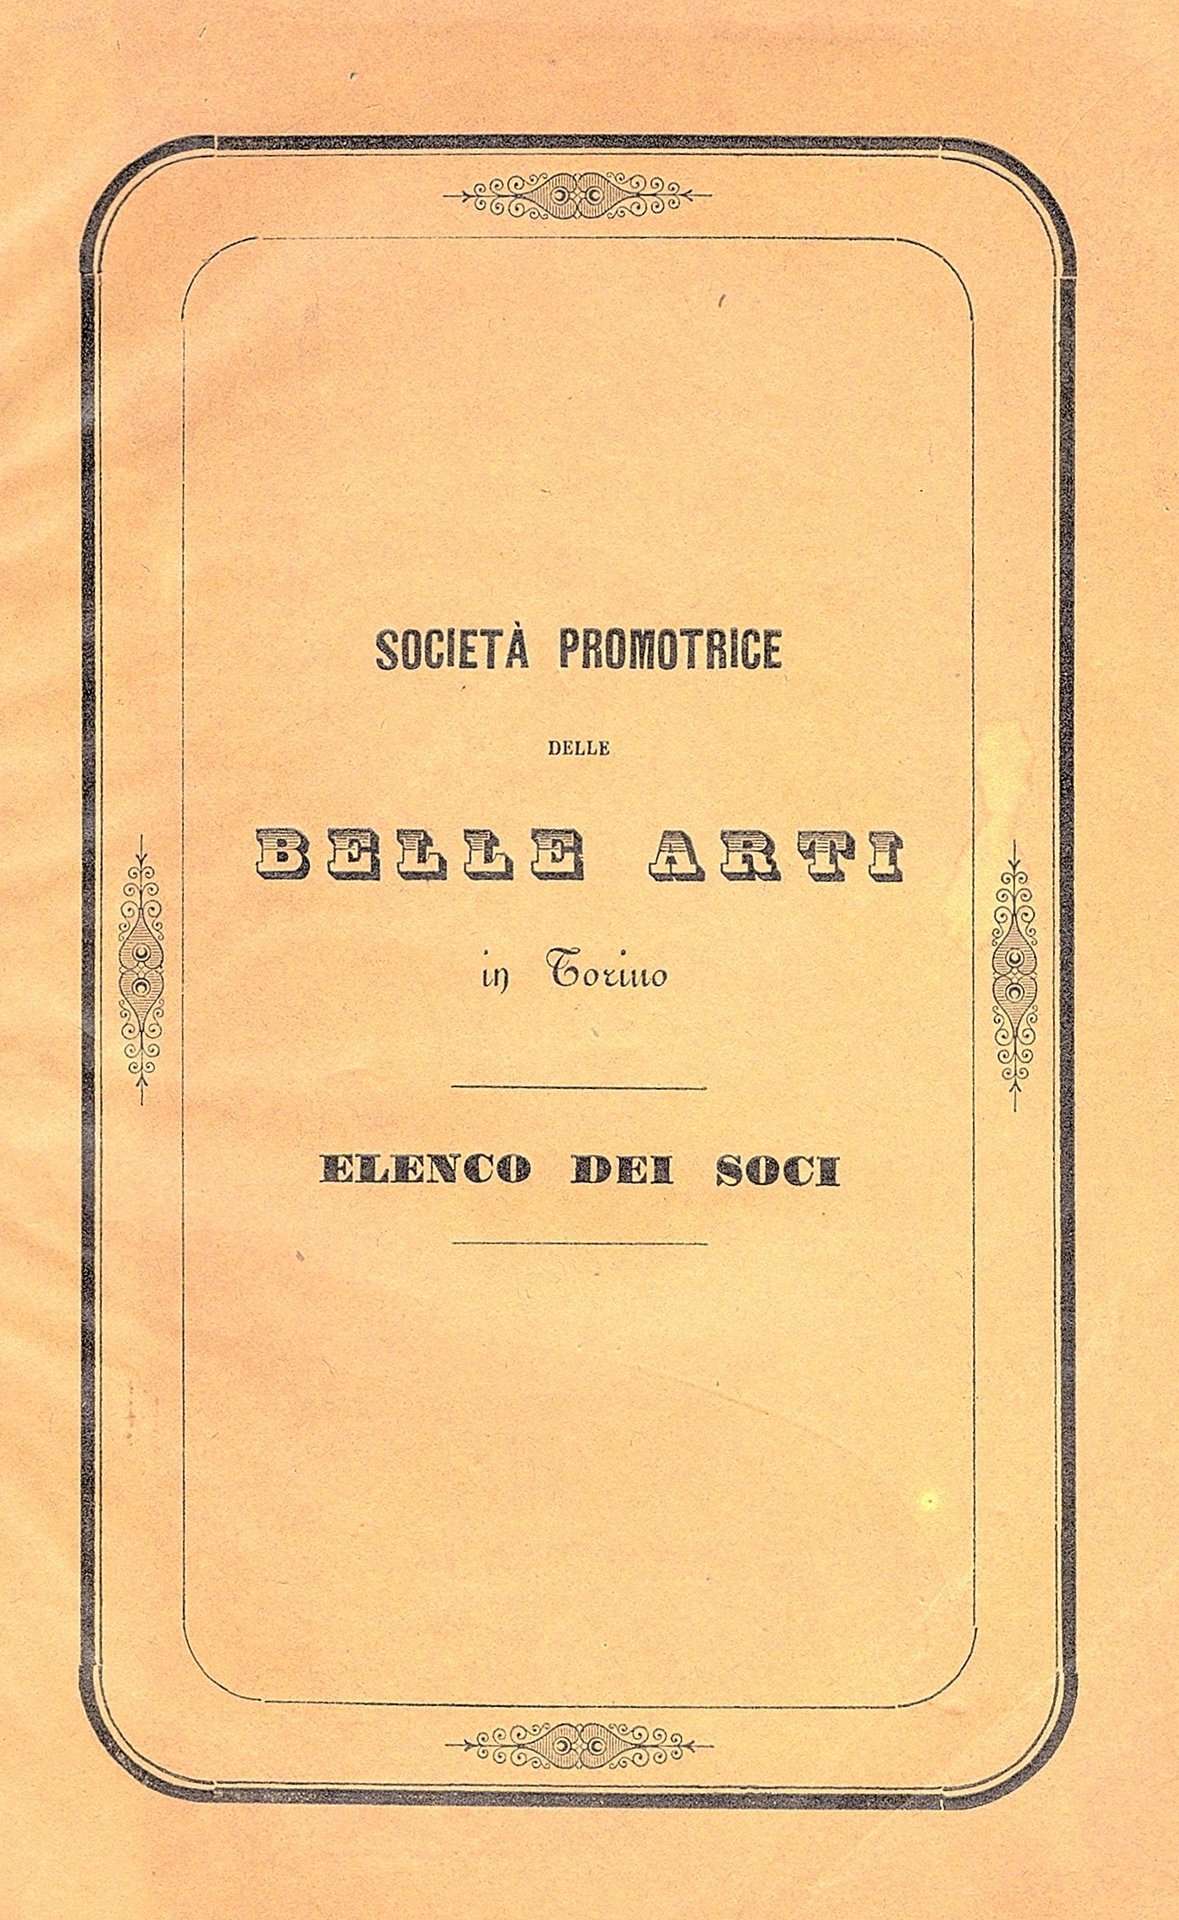 SOCIETÀ PROMOTRICE
DELLE
BELLE ARTI
in Torino
ELENCO DEI SOCI